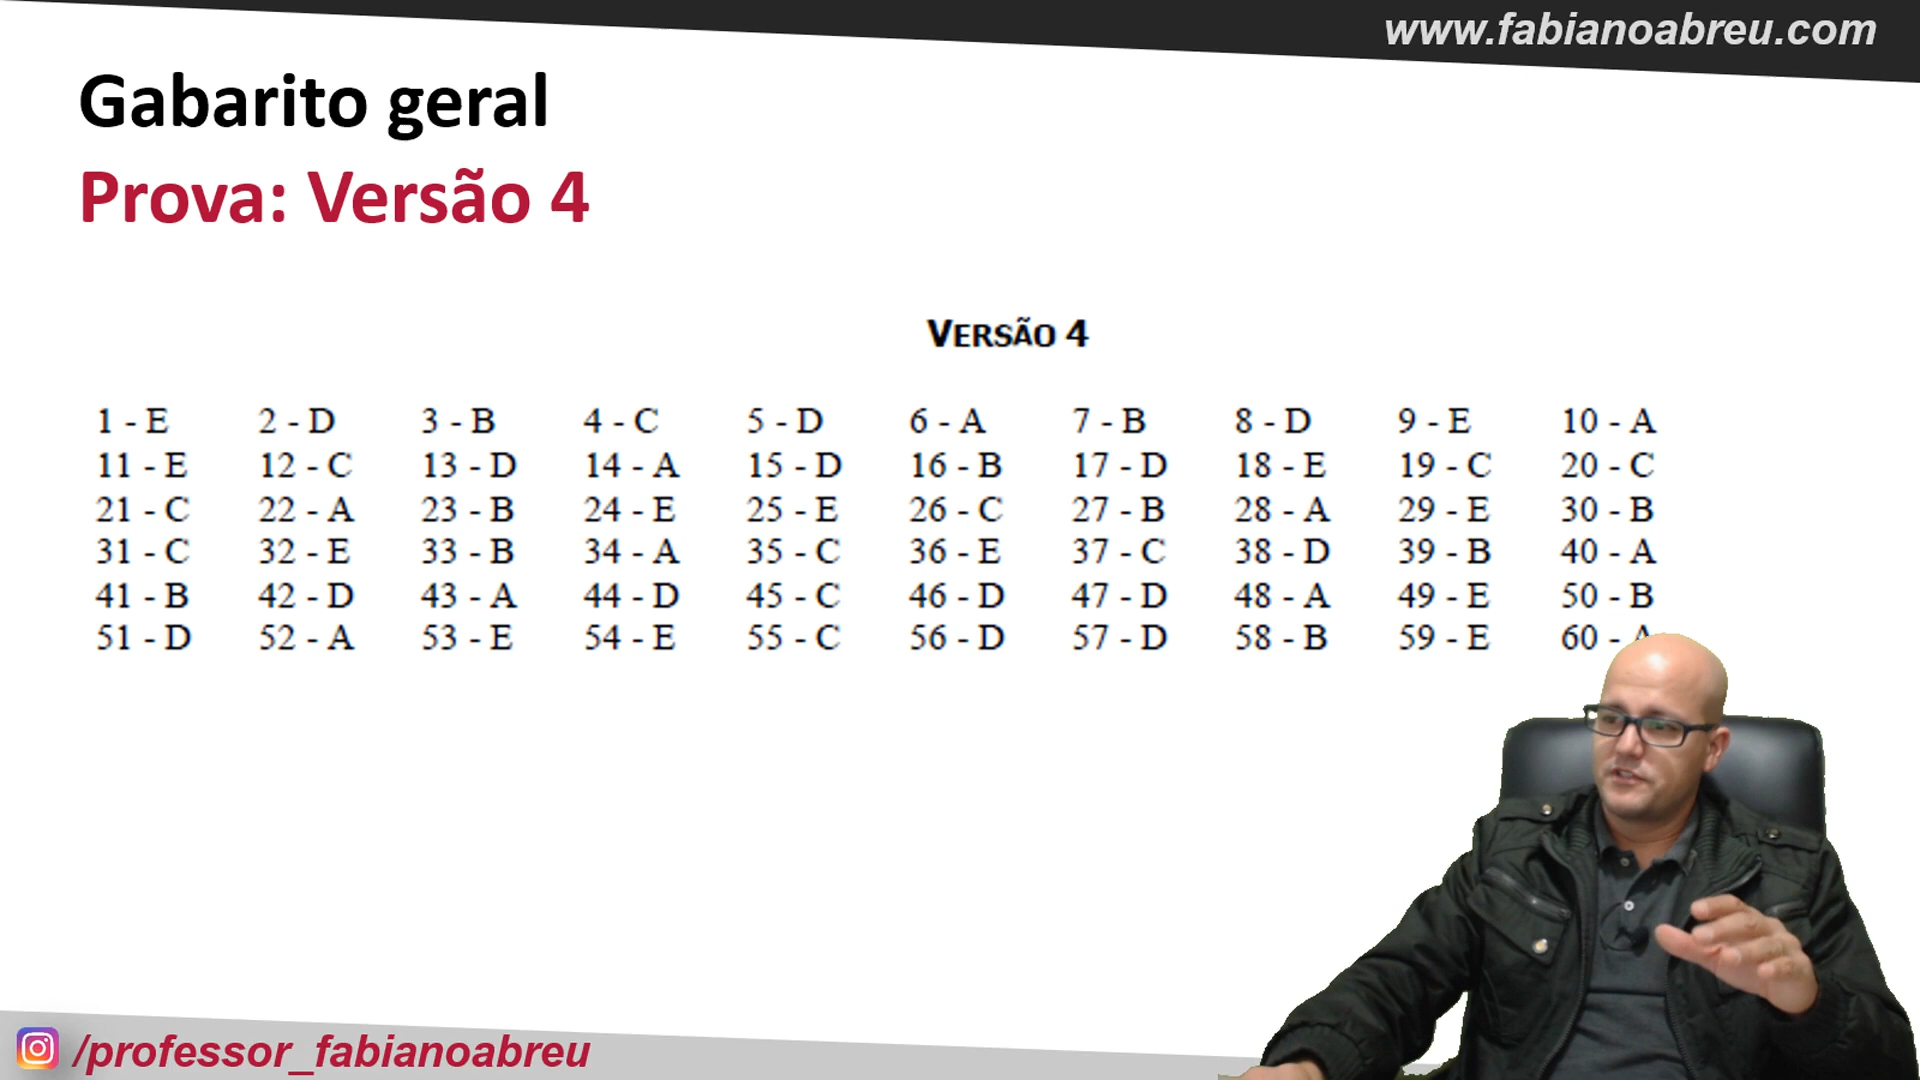 www.fabianoabreu.com
Gabarito geral
Prova: Versão 4
VERSÃO 4
1 - E 2 - D 3 - B 4 - C 5 - D 6 - A 7 - B 8 - D 9 - E 10 - A
11 - E 12 - C 13 - D 14 - A 15 - D 16 - B 17 - D 18 - E 19 - C 20 - C
21 - C 22 - A 23 - B 24 - E 25 - E 26 - C 27 - B 28 - A 29 - E 30 - B
31 - C 32 - E 33 - B 34 - A 35 - C 36 - E 37 - C 38 - D 39 - B 40 - A
41 - B 42 - D 43 - A 44 - D 45 - C 46 - D 47 - D 48 - A 49 - E 50 - B
51 - D 52 - A 53 - E 54 - E 55 - C 56 - D 57 - D 58 - B 59 - E 60 - A
/professor_fabianoabreu